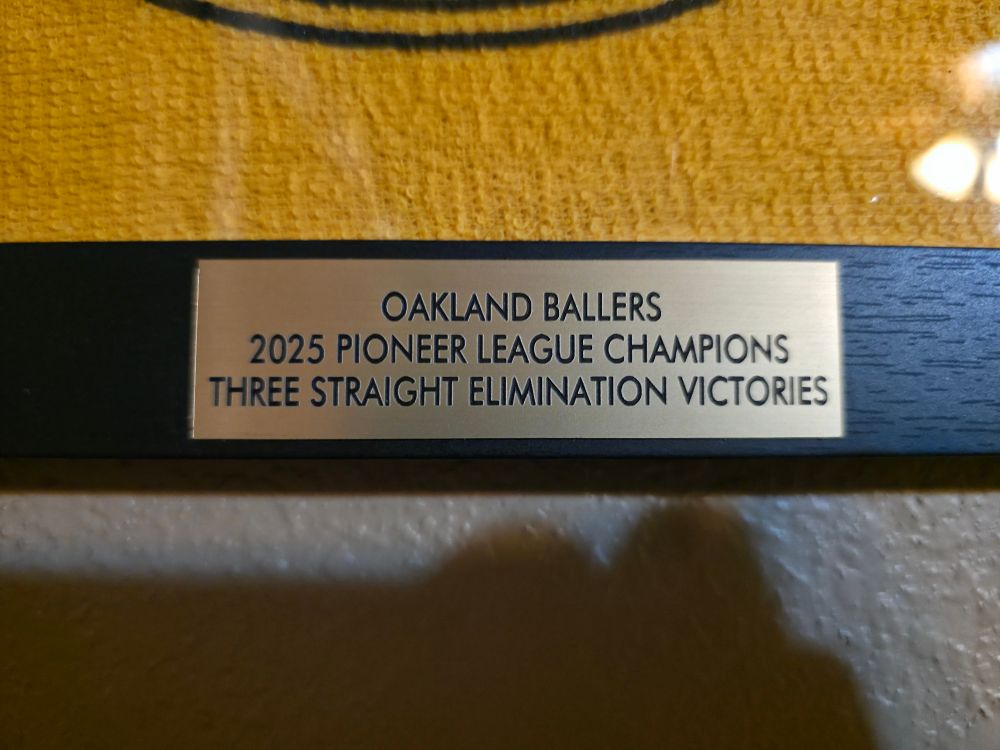 OAKLAND BALLERS
2025 PIONEER LEAGUE CHAMPIONS
THREE STRAIGHT ELIMINATION VICTORIES